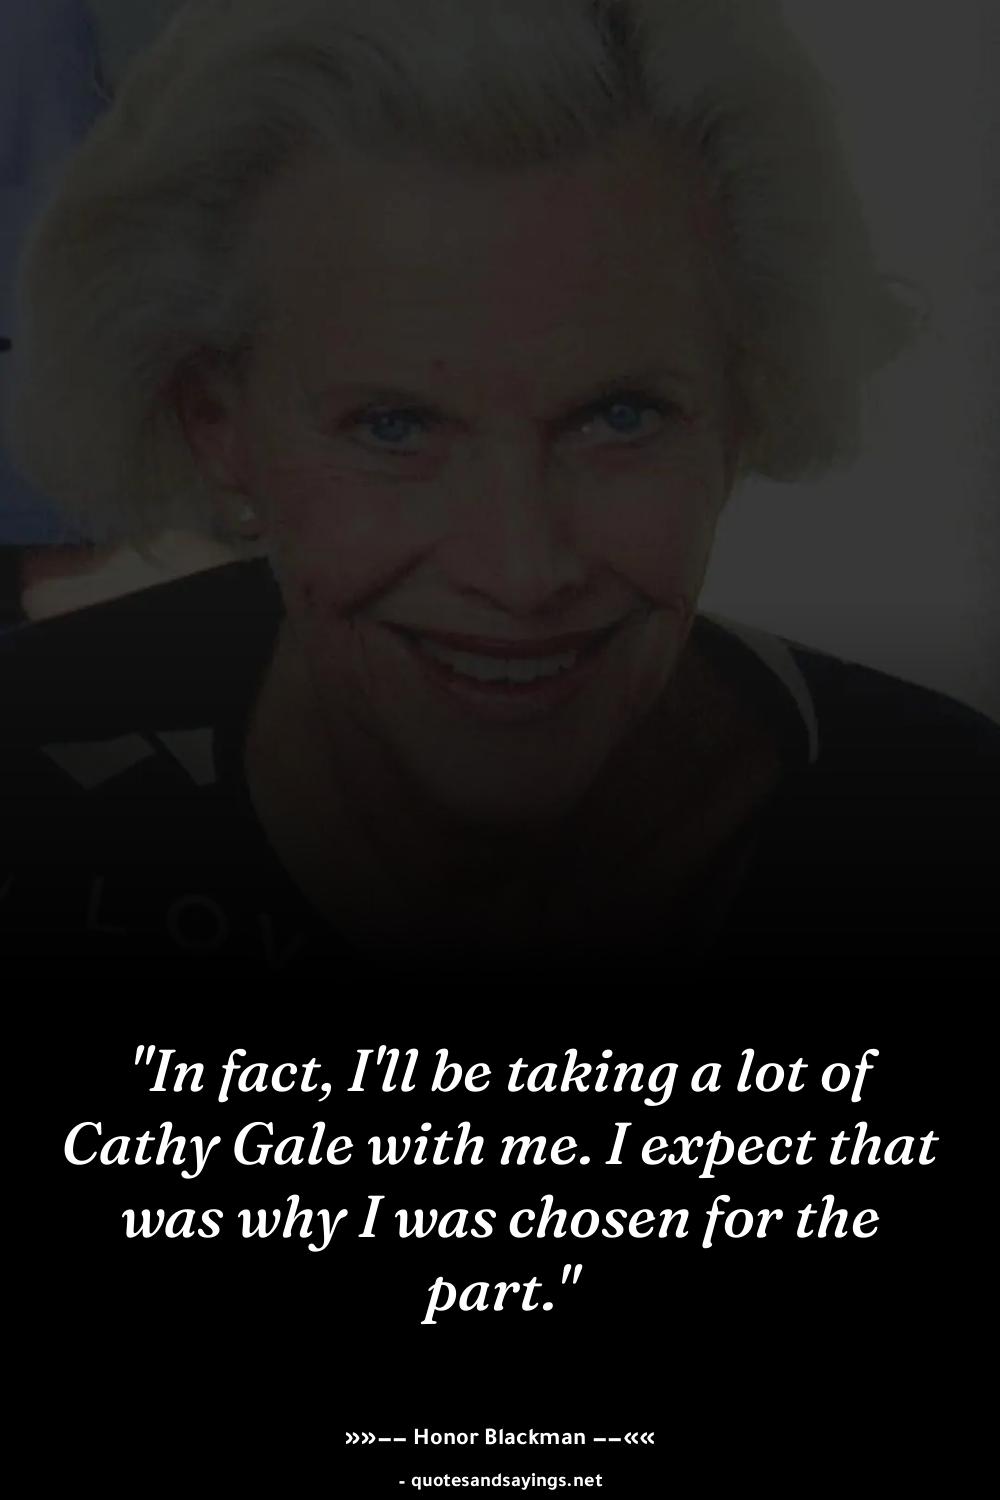 LOV
"In fact, I'll be taking a lot of
Cathy Gale with me. I expect that
was why I was chosen for the
part."
»»–– Honor Blackman ––««
- quotesandsayings.net